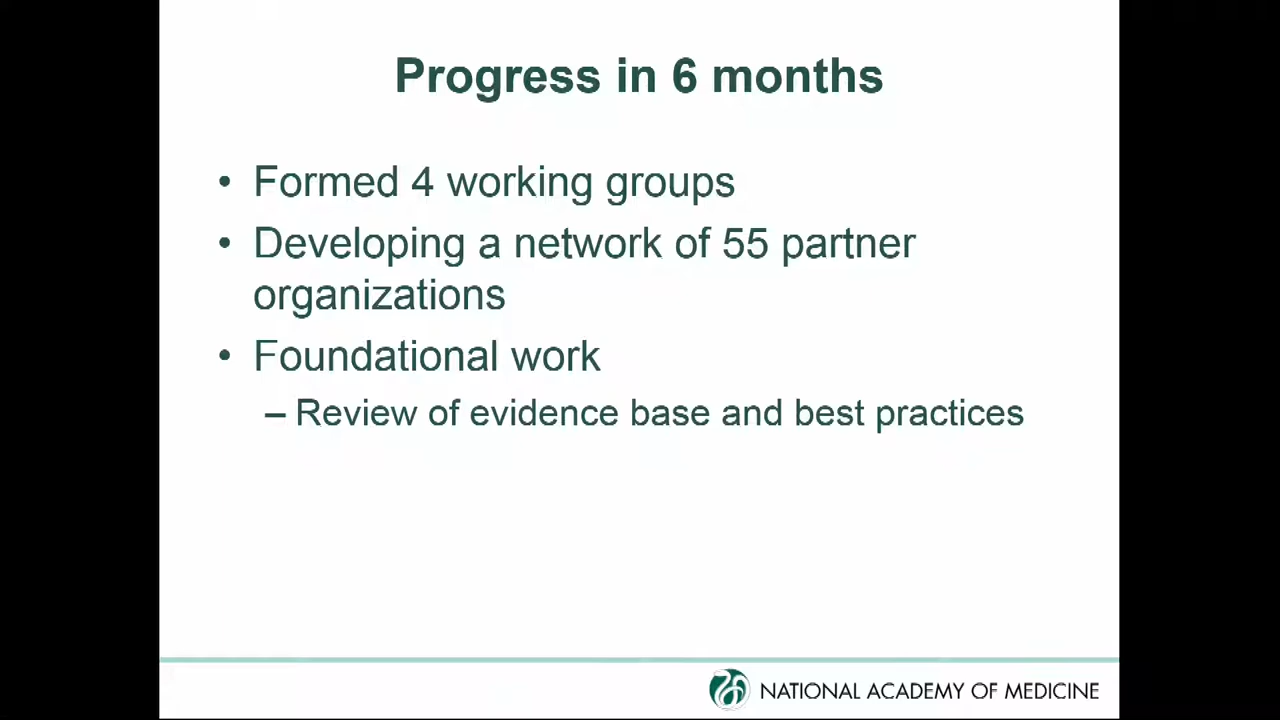 Progress in 6 months
• Formed 4 working groups
• Developing a network of 55 partner
organizations
• Foundational work
– Review of evidence base and best practices
NATIONAL ACADEMY OF MEDICINE